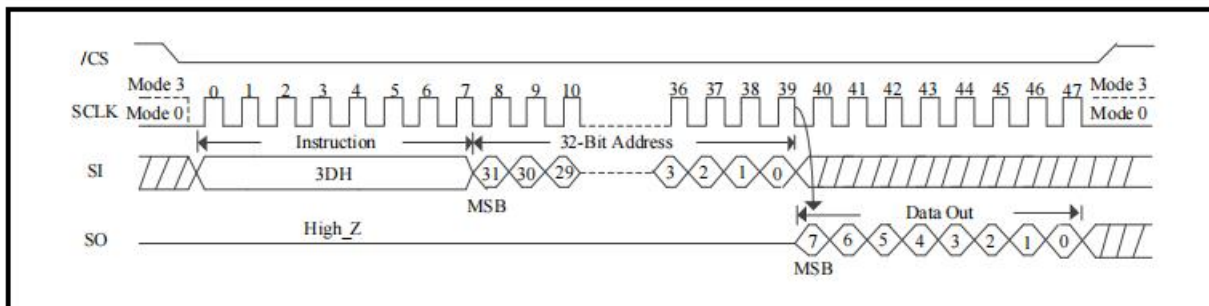 /CS
Mode 3 0 1 2 3 4 5 6 7 8 9 10 36 37 38 39 40 41 42 43 44 45 46 47 Mode 3
SCLK Mode 0 Mode 0
Instruction 32-Bit Address
SI 3DH 31 30 29 3 2 1 0
MSB
Data Out
High_Z
SO 7 6 5 4 3 2 1 0
MSB